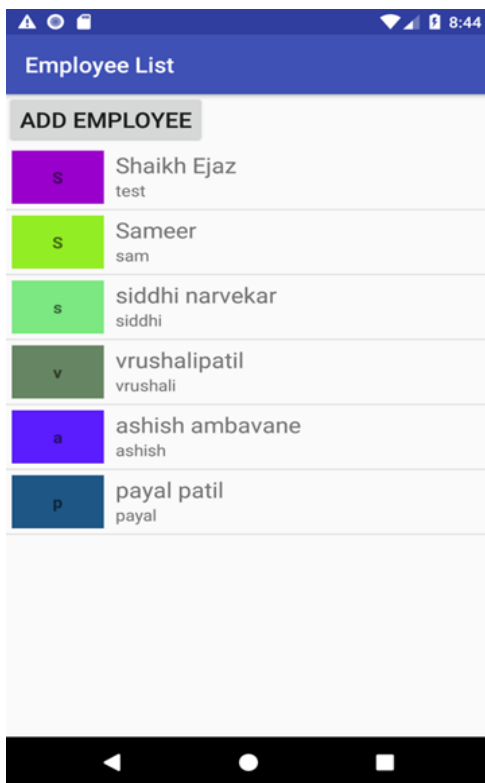 8:44
Employee List
ADD EMPLOYEE
S
Shaikh Ejaz
test
S
Sameer
sam
s
siddhi narvekar
siddhi
v
vrushalipatil
vrushali
a
ashish ambavane
ashish
p
payal patil
payal